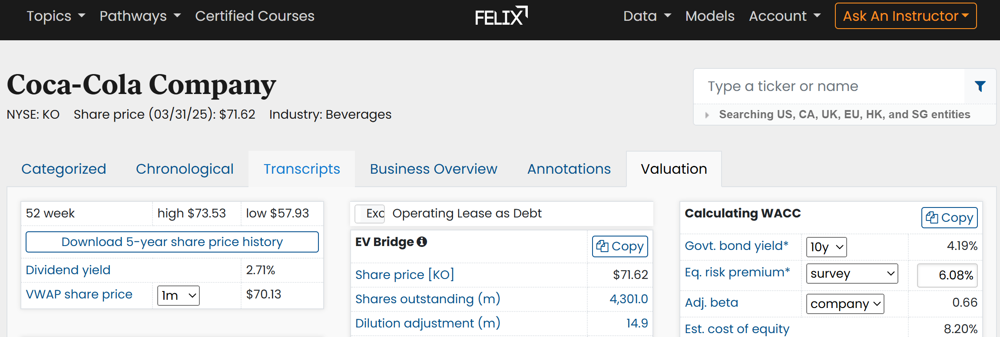 Topics Pathways Certified Courses FELIX Data Models Account Ask An Instructor
Coca-Cola Company
NYSE: KO Share price (03/31/25): $71.62 Industry: Beverages
Type a ticker or name
Searching US, CA, UK, EU, HK, and SG entities
Categorized Chronological Transcripts Business Overview Annotations Valuation
52 week high $73.53 low $57.93
Download 5-year share price history
Dividend yield 2.71%
VWAP share price 1m $70.13
Exc Operating Lease as Debt
EV Bridge Copy
Share price [KO] $71.62
Shares outstanding (m) 4,301.0
Dilution adjustment (m) 14.9
Calculating WACC Copy
Govt. bond yield* 10y 4.19%
Eq. risk premium* survey 6.08%
Adj. beta company 0.66
Est. cost of equity 8.20%